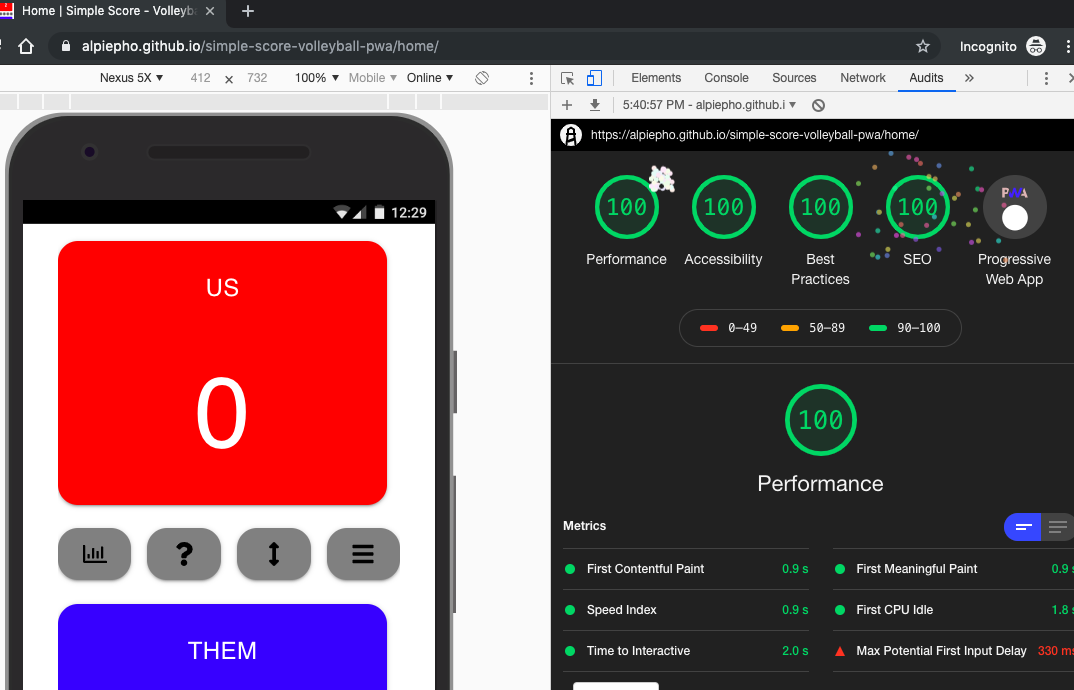 Home | Simple Score - Volleyb
alpiepho.github.io/simple-score-volleyball-pwa/home/
Incognito
Nexus 5X ▼ 412 × 732 100% ▼ Mobile ▼ Online ▼
Elements Console Sources Network Audits »
5:40:57 PM - alpiepho.github.i ▼
https://alpiepho.github.io/simple-score-volleyball-pwa/home/
12:29
US
0
?
THEM
100 100 100 100 PWA
Performance Accessibility Best Practices SEO Progressive Web App
0–49 50–89 90–100
100
Performance
Metrics
First Contentful Paint 0.9 s
First Meaningful Paint 0.9 s
Speed Index 0.9 s
First CPU Idle 1.8 s
Time to Interactive 2.0 s
Max Potential First Input Delay 330 ms